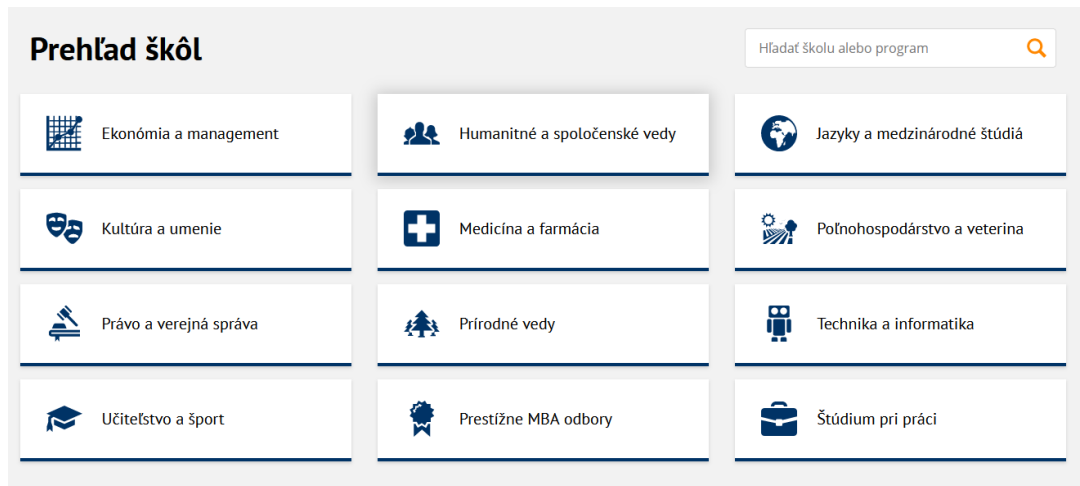 Prehľad škôl
Hľadať školu alebo program
Ekonómia a management
Humanitné a spoločenské vedy
Jazyky a medzinárodné štúdiá
Kultúra a umenie
Medicína a farmácia
Poľnohospodárstvo a veterina
Právo a verejná správa
Prírodné vedy
Technika a informatika
Učiteľstvo a šport
Prestížne MBA odbory
Štúdium pri práci